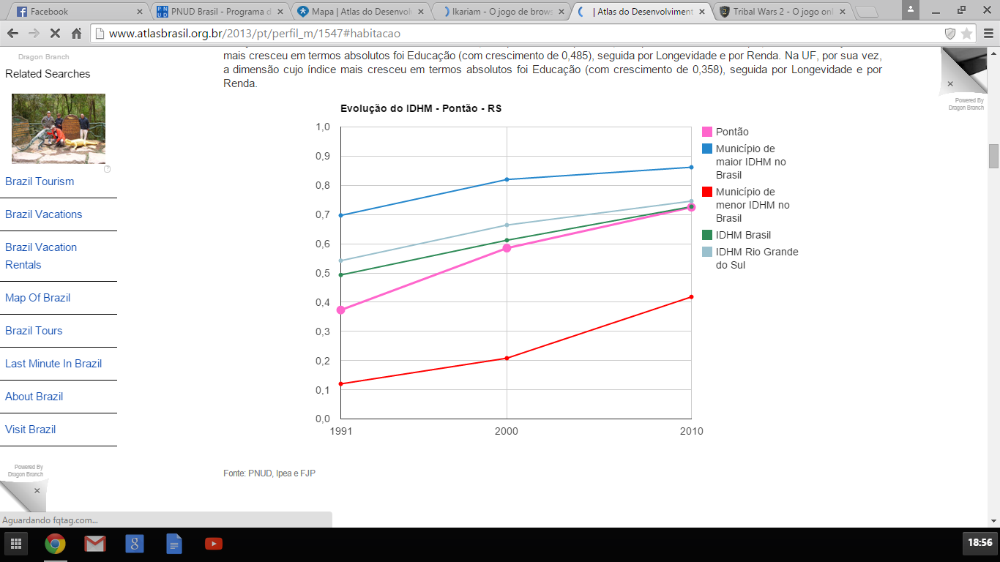 Facebook
PNUD Brasil - Programa d
Mapa | Atlas do Desenvol
Ikariam - O jogo de brows
| Atlas do Desenvolviment
Tribal Wars 2 - O jogo onl
www.atlasbrasil.org.br/2013/pt/perfil_m/1547#habitacao
Dragon Branch
Related Searches
Brazil Tourism
Brazil Vacations
Brazil Vacation
Rentals
Map Of Brazil
Brazil Tours
Last Minute In Brazil
About Brazil
Visit Brazil
Powered By
Dragon Branch
mais cresceu em termos absolutos foi Educação (com crescimento de 0,485), seguida por Longevidade e por Renda. Na UF, por sua vez,
a dimensão cujo índice mais cresceu em termos absolutos foi Educação (com crescimento de 0,358), seguida por Longevidade e por
Renda.
Evolução do IDHM - Pontão - RS
1,0
0,9
0,8
0,7
0,6
0,5
0,4
0,3
0,2
0,1
0,0
1991
2000
2010
Pontão
Município de
maior IDHM no
Brasil
Município de
menor IDHM no
Brasil
IDHM Brasil
IDHM Rio Grande
do Sul
Fonte: PNUD, Ipea e FJP
Powered By
Dragon Branch
Aguardando fqtag.com...
18:56